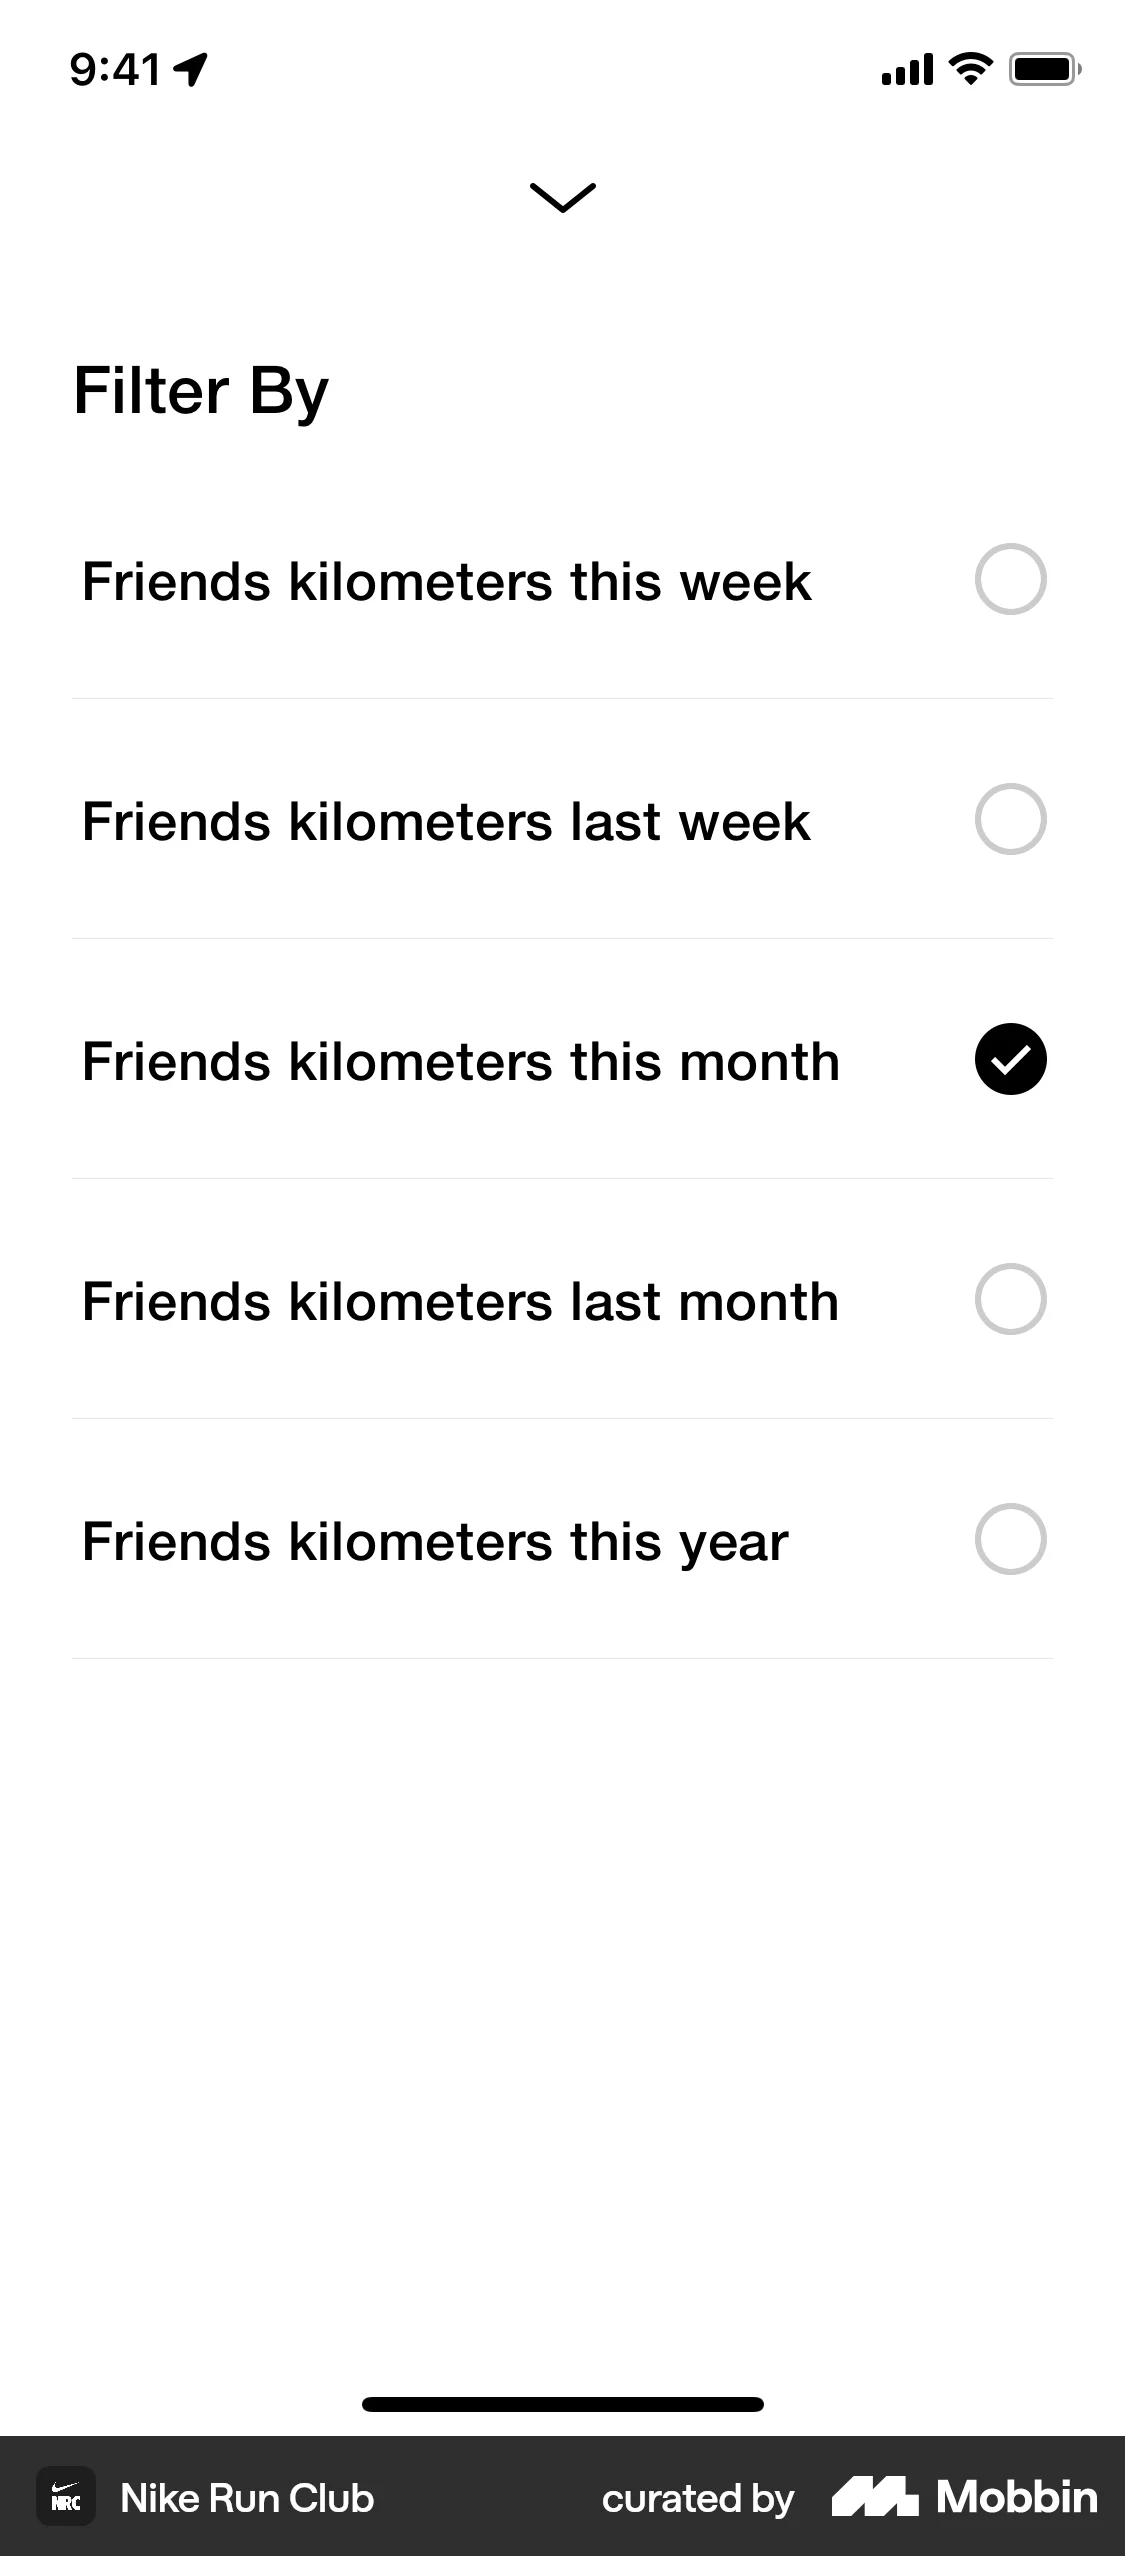 9:41
Filter By
Friends kilometers this week
Friends kilometers last week
Friends kilometers this month
Friends kilometers last month
Friends kilometers this year
NRC Nike Run Club curated by Mobbin